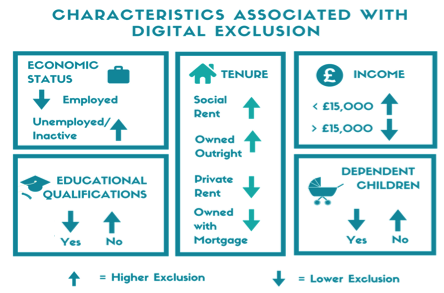 CHARACTERISTICS ASSOCIATED WITH
DIGITAL EXCLUSION
ECONOMIC
STATUS
Employed
Unemployed/
Inactive
TENURE
Social
Rent
Owned
Outright
Private
Rent
Owned
with
Mortgage
£
INCOME
< £15,000
> £15,000
EDUCATIONAL
QUALIFICATIONS
Yes
No
DEPENDENT
CHILDREN
Yes
No
= Higher Exclusion
= Lower Exclusion